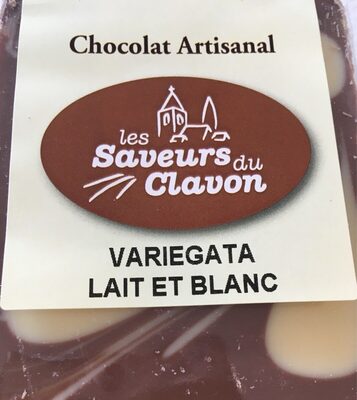 Chocolat Artisanal
les
Saveurs du
Clavon
VARIEGATA
LAIT ET BLANC